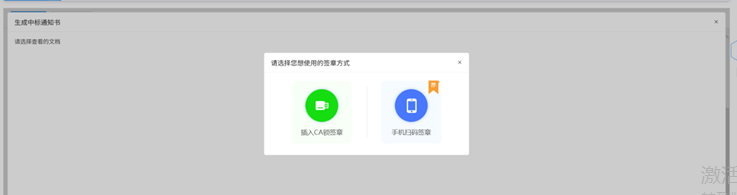 生成中标通知书
请选择查看的文档
请选择您想使用的签章方式
插入CA锁签章
手机扫码签章
激活